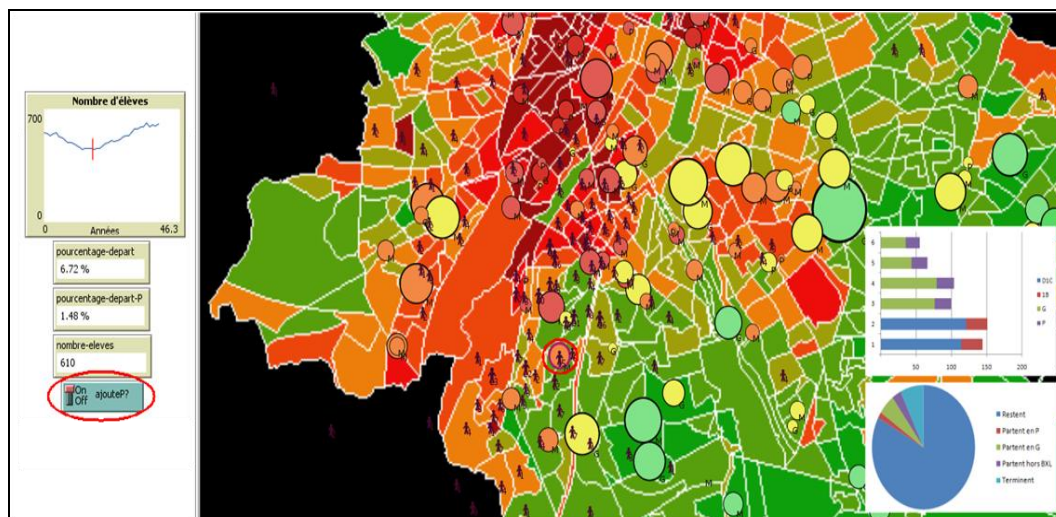 Nombre d'élèves
700
0
0 Années 46.3
pourcentage-depart
6.72 %
pourcentage-depart-P
1.48 %
nombre-eleves
610
On
Off
ajouteP?
6
5
4
3
2
1
50 100 150 200
D1C
1B
G
P
Restent
Partent en P
Partent en G
Partent hors BXL
Terminent